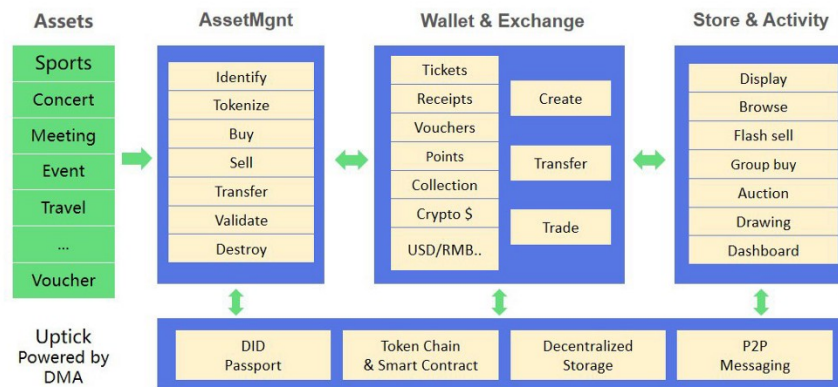 Assets
AssetMgnt
Wallet & Exchange
Store & Activity
Sports
Concert
Meeting
Event
Travel
...
Voucher
Identify
Tokenize
Buy
Sell
Transfer
Validate
Destroy
Tickets
Receipts
Vouchers
Points
Collection
Crypto $
USD/RMB..
Create
Transfer
Trade
Display
Browse
Flash sell
Group buy
Auction
Drawing
Dashboard
Uptick
Powered by
DMA
DID
Passport
Token Chain
& Smart Contract
Decentralized
Storage
P2P
Messaging